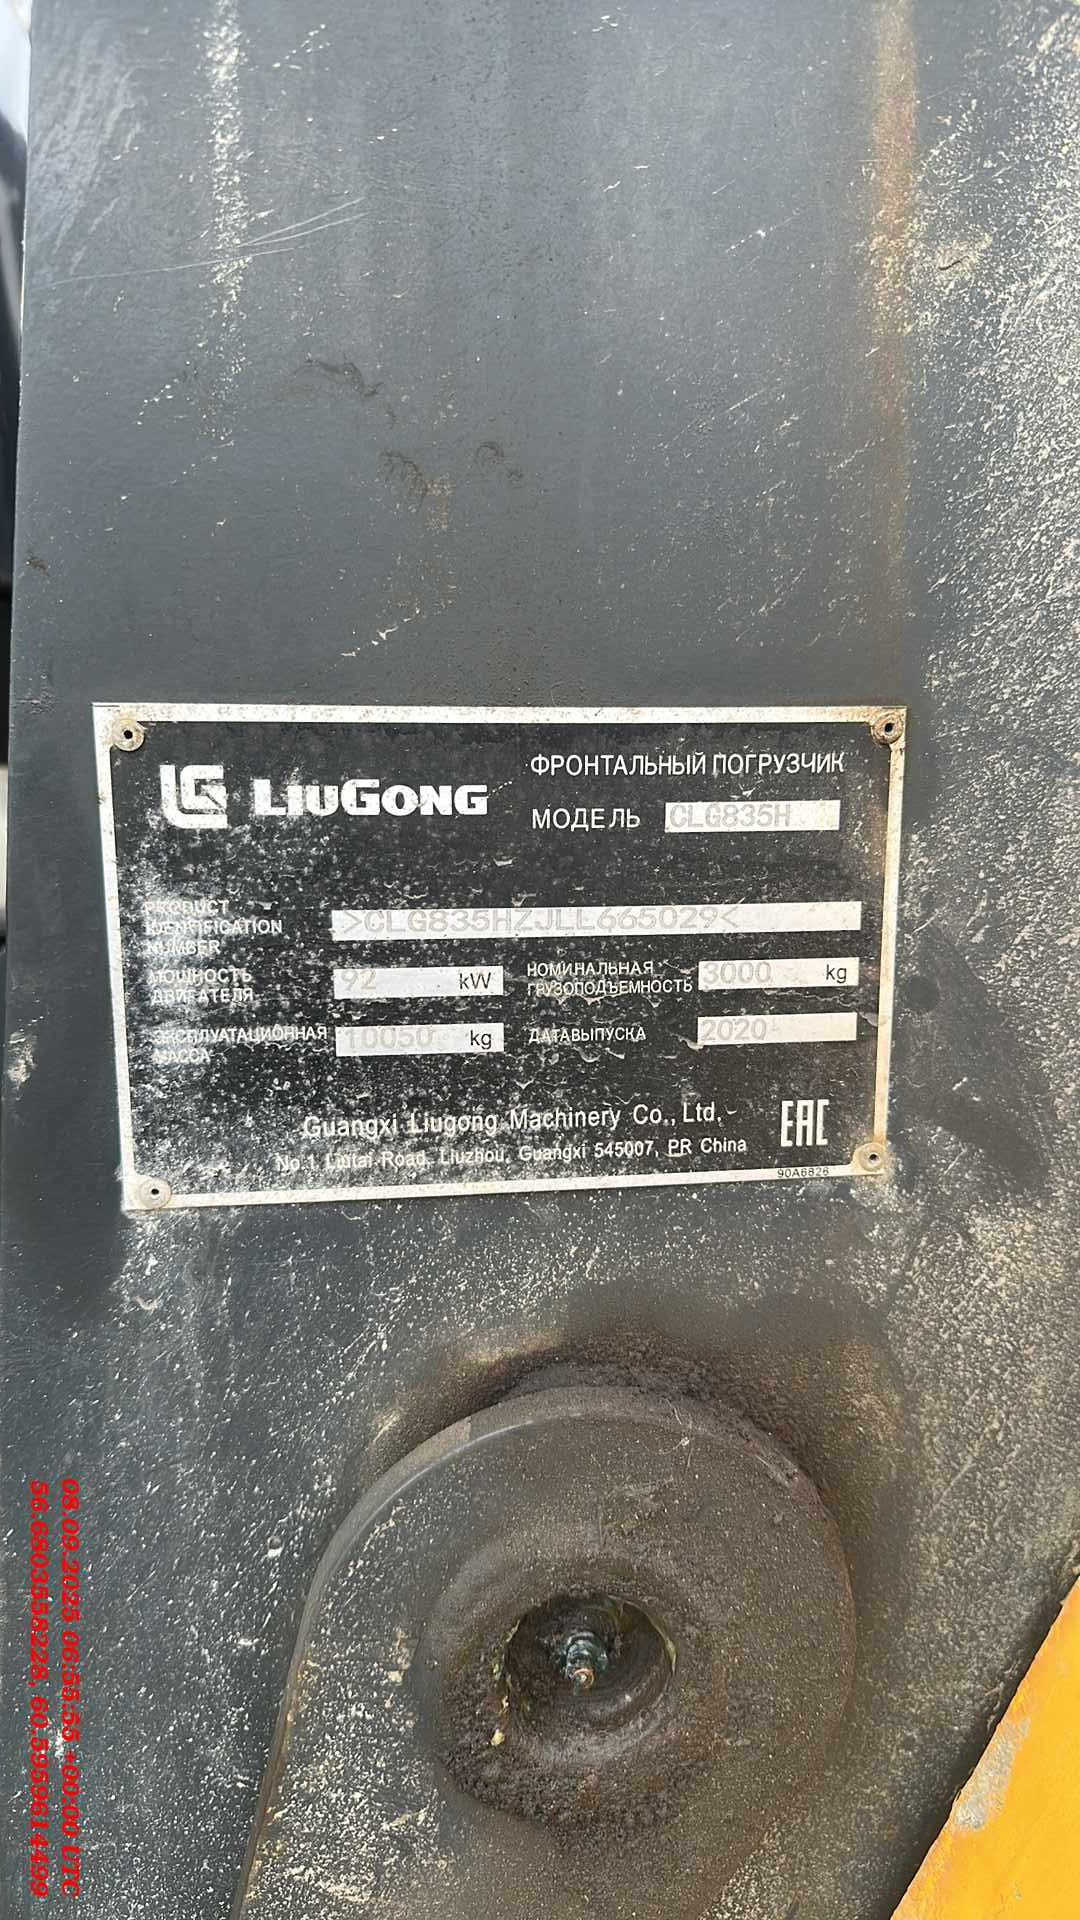 LIUGONG
ФРОНТАЛЬНЫЙ ПОГРУЗЧИК
МОДЕЛЬ CLG835H
PRODUCT
IDENTIFICATION
NUMBER
>CLG835HZJLL665029<
МОЩНОСТЬ
ДВИГАТЕЛЯ
92 kW
НОМИНАЛЬНАЯ
ГРУЗОПОДЪЕМНОСТЬ
3000 kg
ЭКСПЛУАТАЦИОННАЯ
МАССА
10050 kg
ДАТА ВЫПУСКА 2020
Guangxi Liugong Machinery Co., Ltd.
No.1 Liutai Road, Liuzhou, Guangxi 545007, PR China
EAC
90A6826
08.09.2025 06:55:55 +00:00 UTC
56.6803558228, 60.5959614499